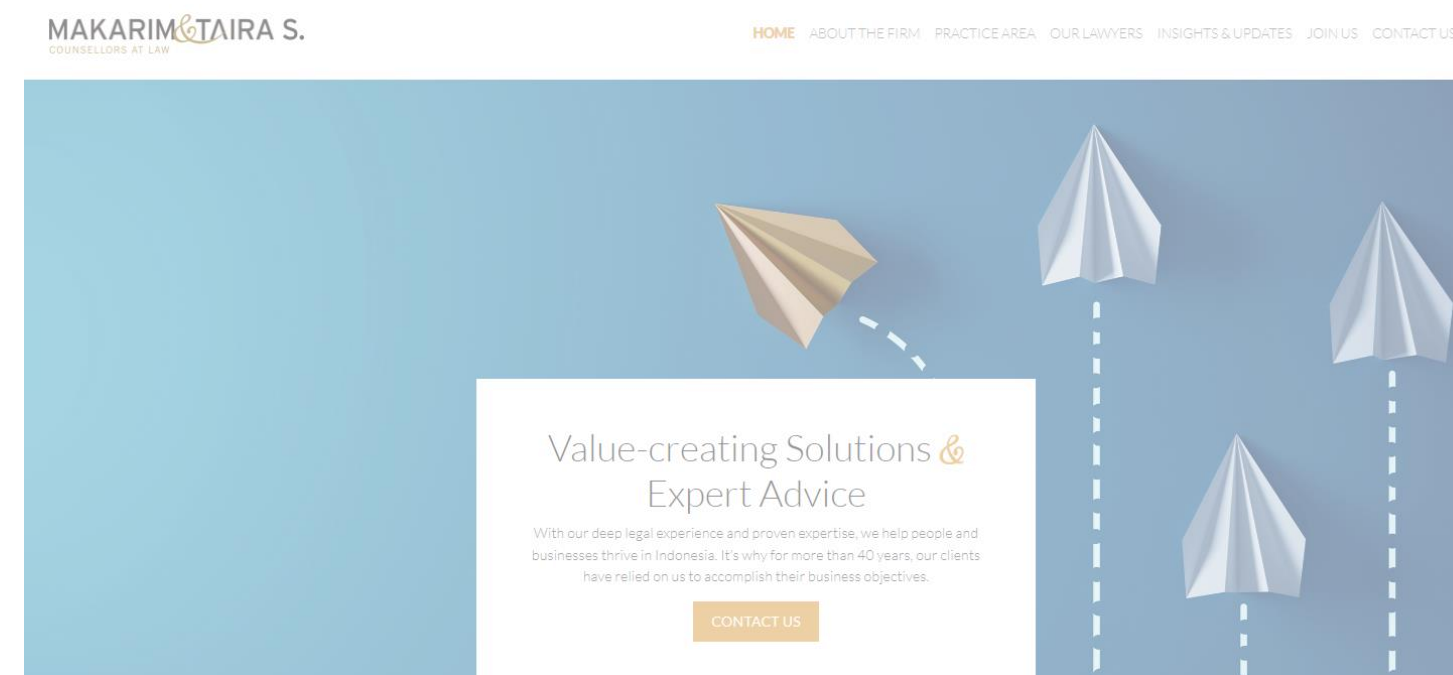 MAKARIM&TAIRA S.
COUNSELLORS AT LAW
HOME ABOUT THE FIRM PRACTICE AREA OUR LAWYERS INSIGHTS & UPDATES JOIN US CONTACT US
Value-creating Solutions &
Expert Advice
With our deep legal experience and proven expertise, we help people and
businesses thrive in Indonesia. It's why for more than 40 years, our clients
have relied on us to accomplish their business objectives.
CONTACT US